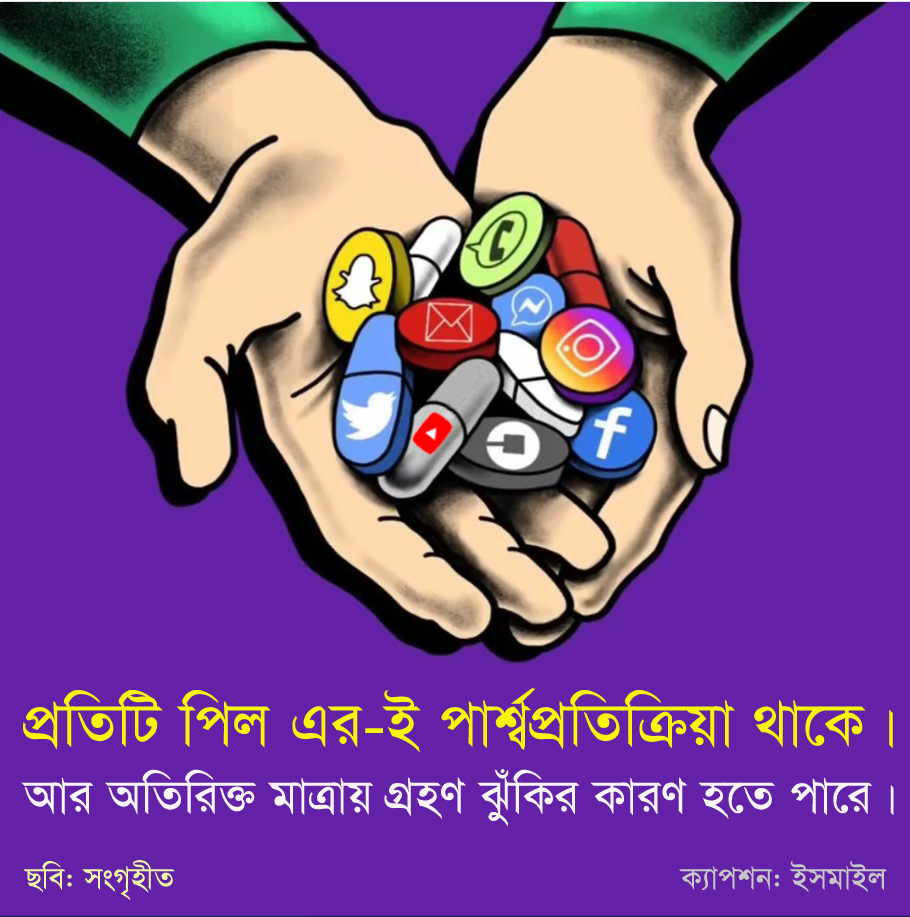 প্রতিটি পিল এর-ই পার্শ্বপ্রতিক্রিয়া থাকে।
আর অতিরিক্ত মাত্রায় গ্রহণ ঝুঁকির কারণ হতে পারে।
ছবি: সংগৃহীত
ক্যাপশন: ইসমাইল